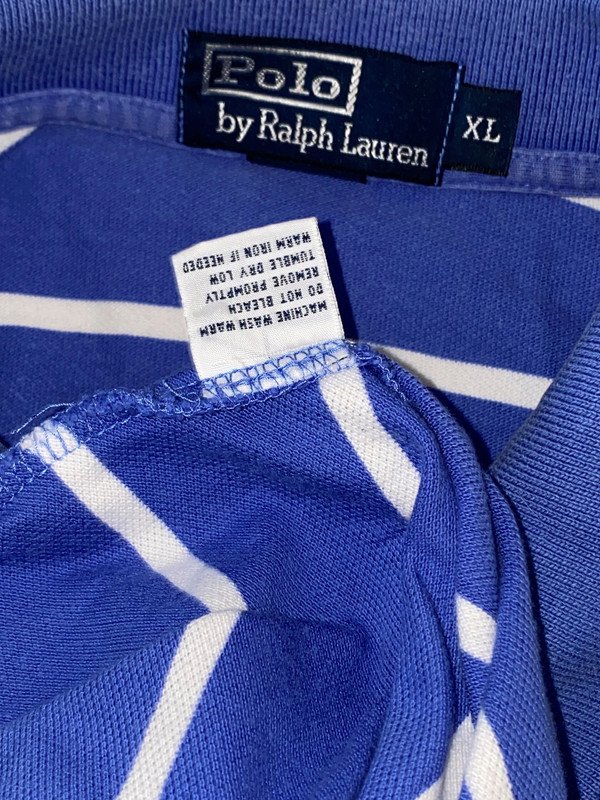 Polo
by Ralph Lauren
XL
MACHINE WASH WARM
DO NOT BLEACH
REMOVE PROMPTLY
TUMBLE DRY LOW
WARM IRON IF NEEDED